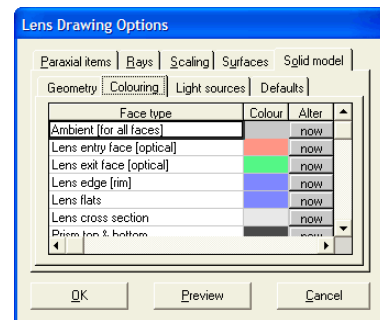 Lens Drawing Options
Paraxial items Rays Scaling Surfaces Solid model
Geometry Colouring Light sources Defaults
Face type Colour Alter
Ambient [for all faces] now
Lens entry face [optical] now
Lens exit face [optical] now
Lens edge [rim] now
Lens flats now
Lens cross section now
Prism top & bottom now
OK Preview Cancel